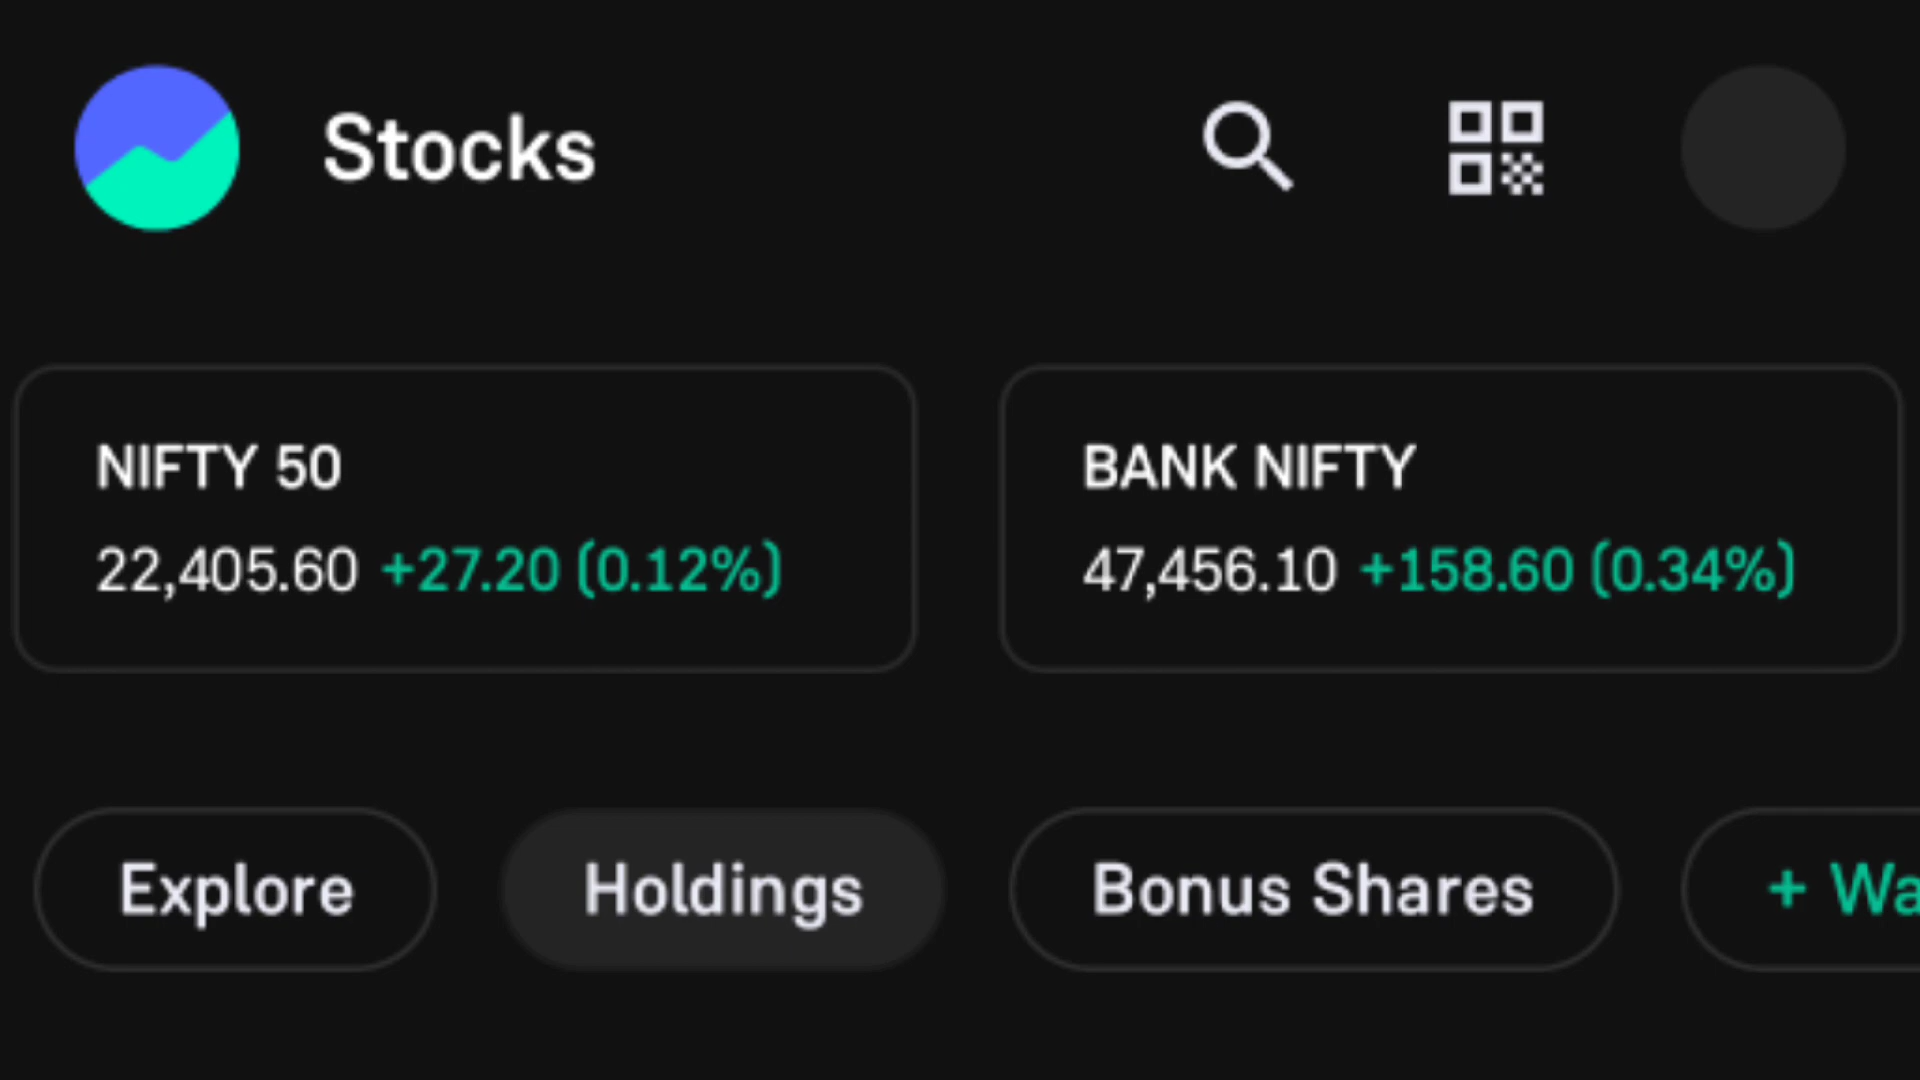 Stocks
NIFTY 50
22,405.60 +27.20 (0.12%)
BANK NIFTY
47,456.10 +158.60 (0.34%)
Explore
Holdings
Bonus Shares
+ Wa